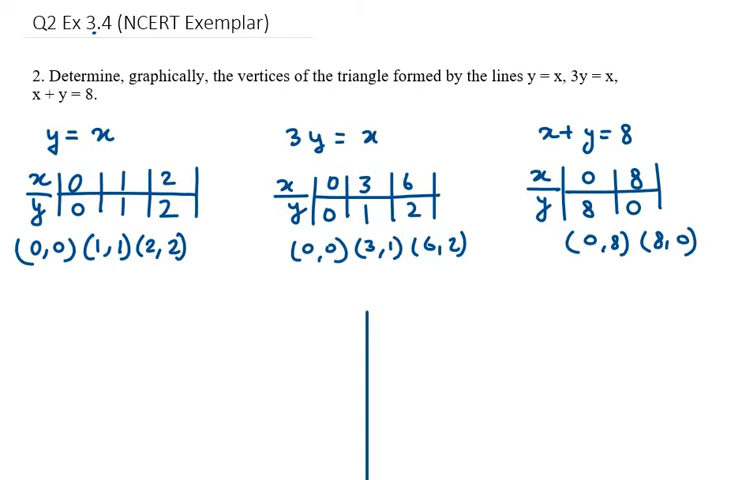 Q2 Ex 3.4 (NCERT Exemplar)
2. Determine, graphically, the vertices of the triangle formed by the lines y = x, 3y = x,
x + y = 8.
y = x
x 0 1 2
y 0 1 2
(0,0) (1,1) (2,2)
3y = x
x 0 3 6
y 0 1 2
(0,0) (3,1) (6,2)
x + y = 8
x 0 8
y 8 0
(0,8) (8,0)